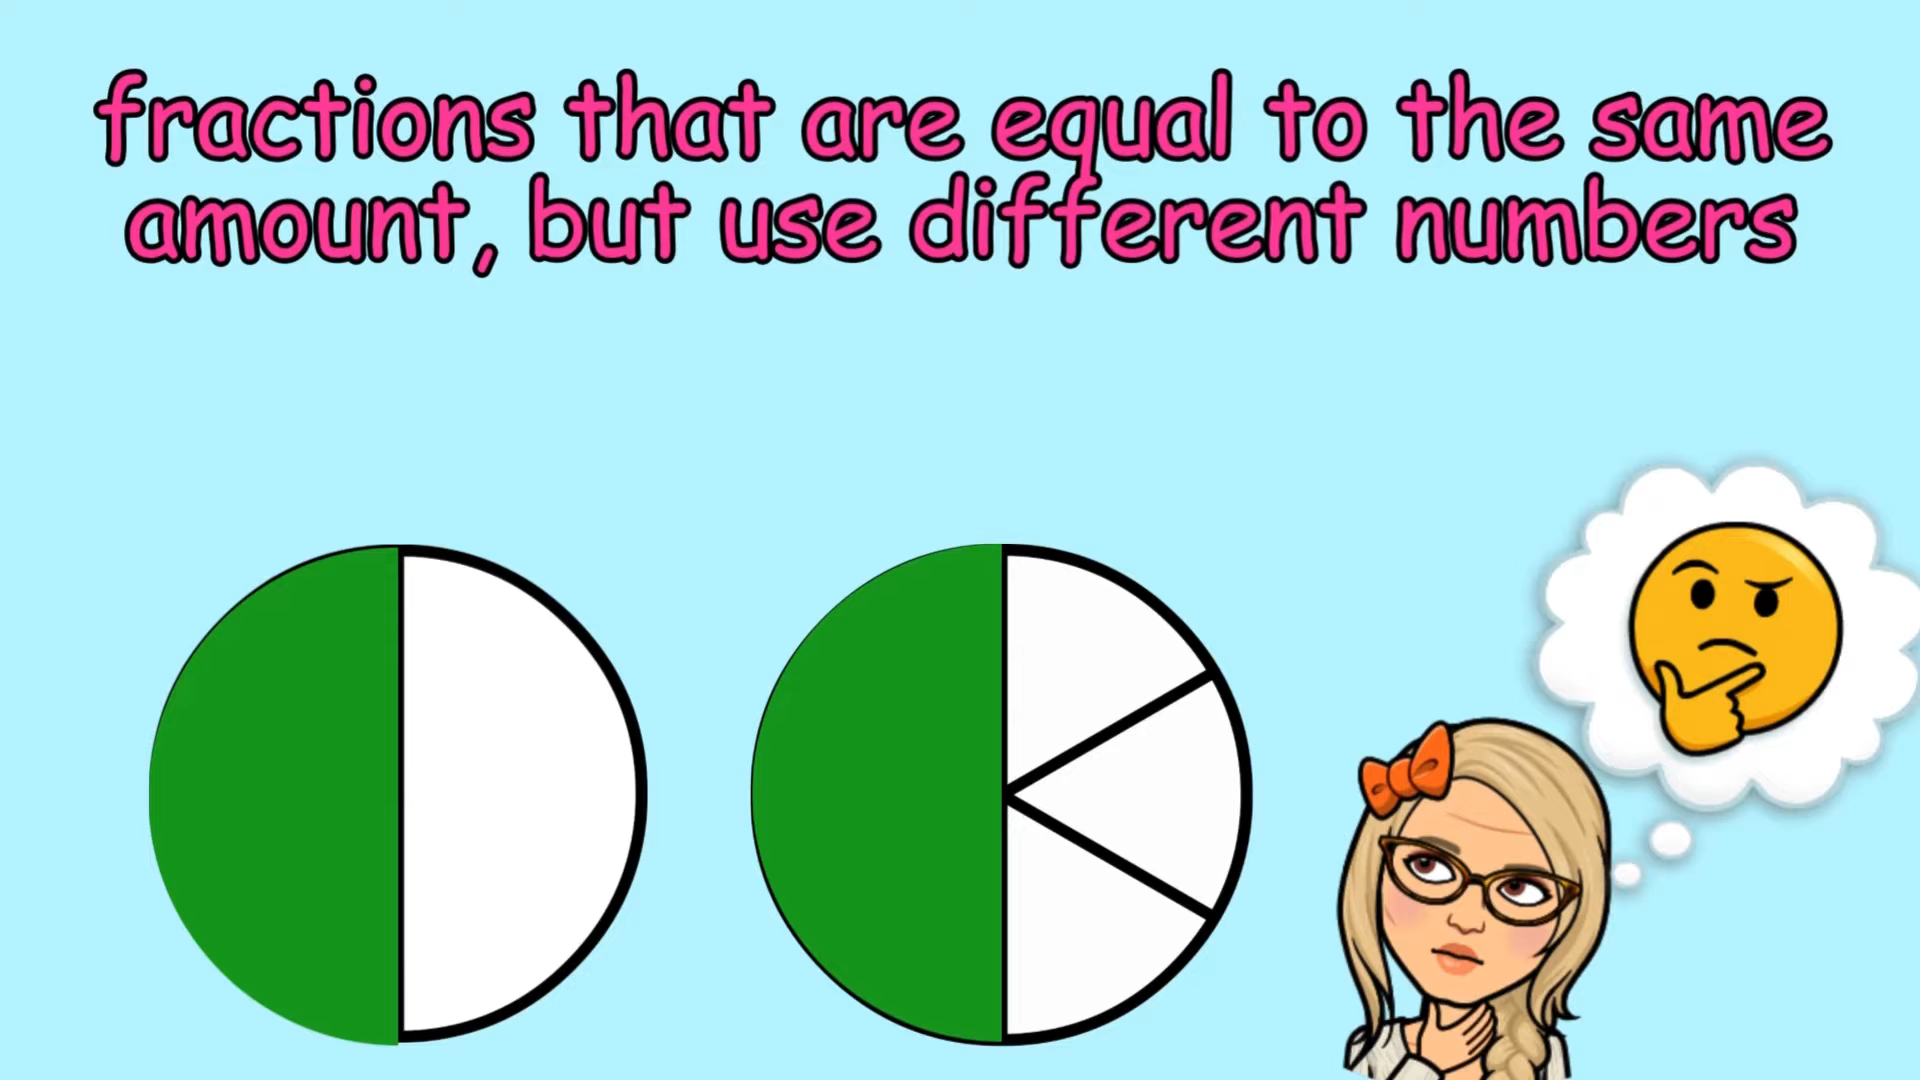 fractions that are equal to the same
amount, but use different numbers